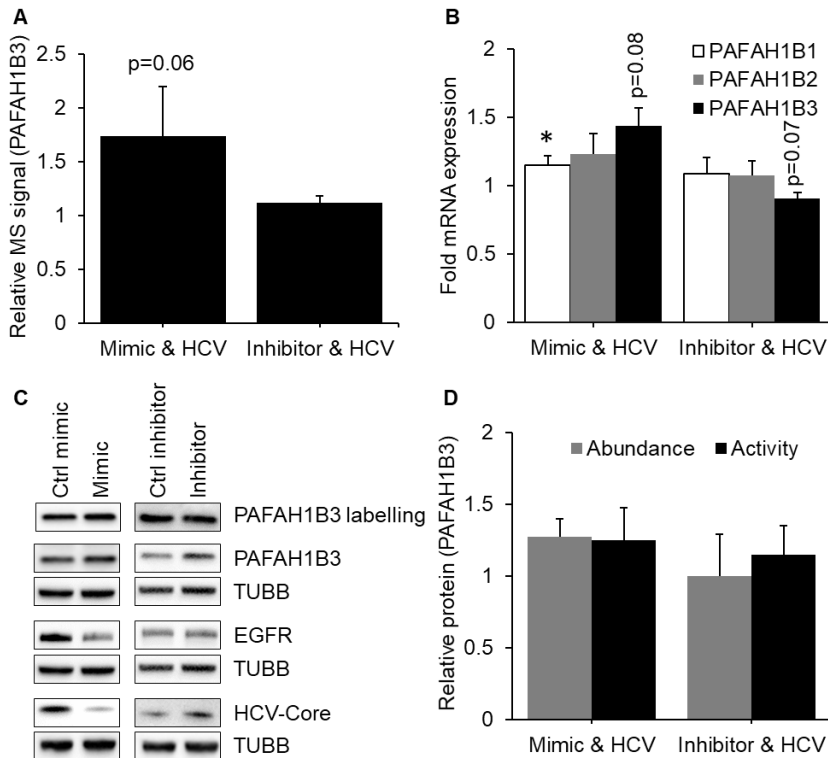 A
Relative MS signal (PAFAH1B3)
2.5
2
1.5
1
0.5
0
p=0.06
Mimic & HCV
Inhibitor & HCV
B
Fold mRNA expression
2
1.5
1
0.5
0
PAFAH1B1
PAFAH1B2
PAFAH1B3
*
p=0.08
p=0.07
Mimic & HCV
Inhibitor & HCV
C
Ctrl mimic
Mimic
Ctrl inhibitor
Inhibitor
PAFAH1B3 labelling
PAFAH1B3
TUBB
EGFR
TUBB
HCV-Core
TUBB
D
Relative protein (PAFAH1B3)
2
1.5
1
0.5
0
Abundance
Activity
Mimic & HCV
Inhibitor & HCV